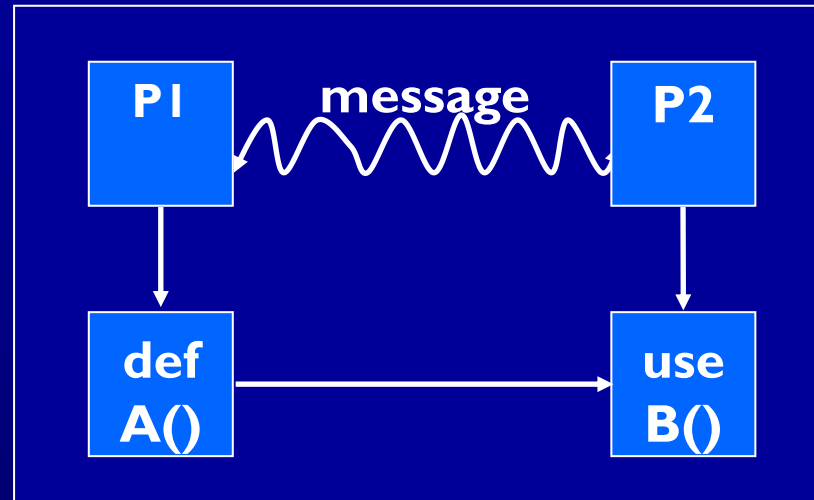 P1
message
P2
def
A()
use
B()